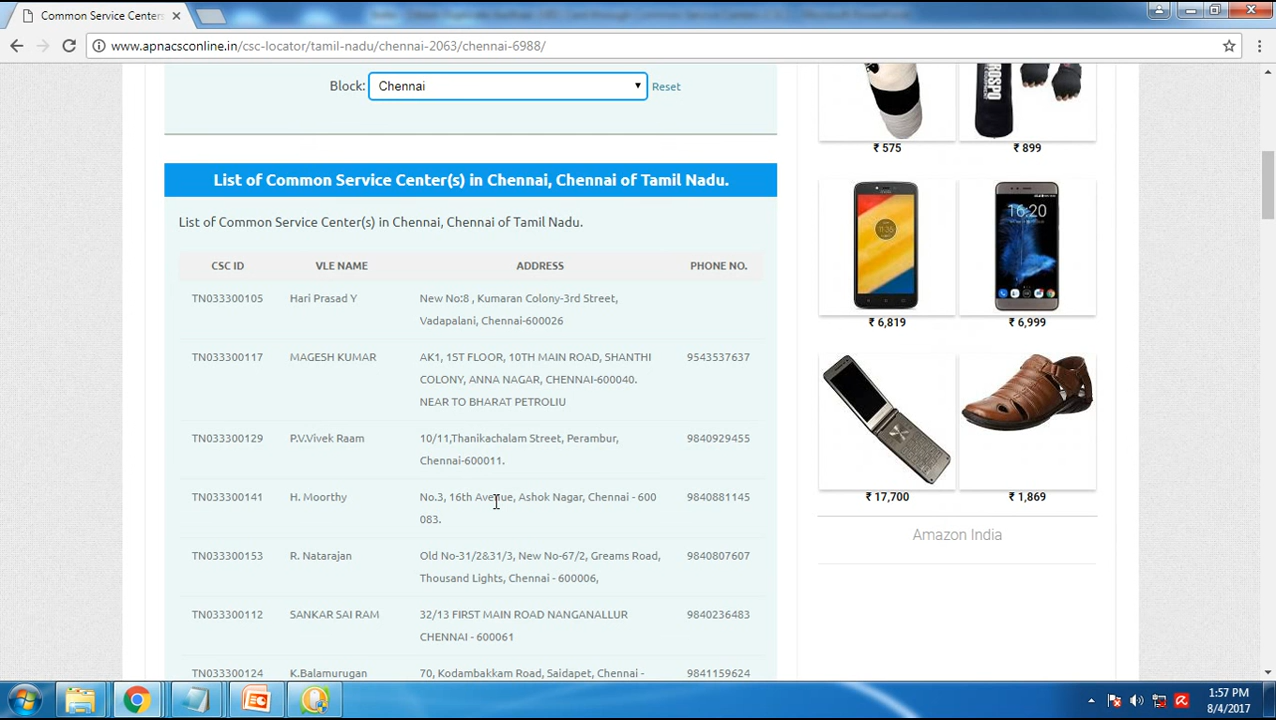 Common Service Center
www.apnacsconline.in/csc-locator/tamil-nadu/chennai-2063/chennai-6988/
Block: Chennai Reset
List of Common Service Center(s) in Chennai, Chennai of Tamil Nadu.
List of Common Service Center(s) in Chennai, Chennai of Tamil Nadu.
CSC ID VLE NAME ADDRESS PHONE NO.
TN033300105 Hari Prasad Y New No:8 , Kumaran Colony-3rd Street,
Vadapalani, Chennai-600026
TN033300117 MAGESH KUMAR AK1, 1ST FLOOR, 10TH MAIN ROAD, SHANTHI 9543537637
COLONY, ANNA NAGAR, CHENNAI-600040.
NEAR TO BHARAT PETROLIU
TN033300129 P.V.Vivek Raam 10/11,Thanikachalam Street, Perambur, 9840929455
Chennai-600011.
TN033300141 H. Moorthy No.3, 16th Avenue, Ashok Nagar, Chennai - 600 9840881145
083.
TN033300153 R. Natarajan Old No-31/2&31/3, New No-67/2, Greams Road, 9840807607
Thousand Lights, Chennai - 600006,
TN033300112 SANKAR SAI RAM 32/13 FIRST MAIN ROAD NANGANALLUR 9840236483
CHENNAI - 600061
TN033300124 K.Balamurugan 70, Kodambakkam Road, Saidapet, Chennai - 9841159624
ROSPO
₹ 575 ₹ 899
11:35
16:20
₹ 6,819 ₹ 6,999
₹ 17,700 ₹ 1,869
Amazon India
1:57 PM
8/4/2017